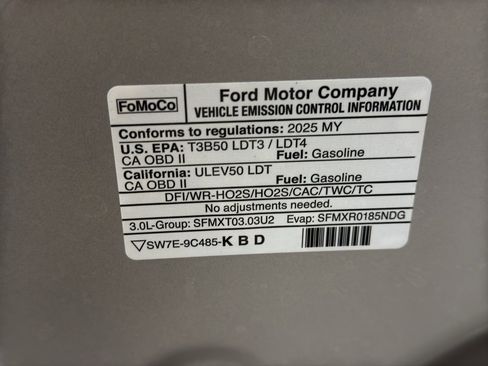 FoMoCo
Ford Motor Company
VEHICLE EMISSION CONTROL INFORMATION
Conforms to regulations: 2025 MY
U.S. EPA: T3B50 LDT3 / LDT4
CA OBD II Fuel: Gasoline
California: ULEV50 LDT
CA OBD II Fuel: Gasoline
DFI/WR-HO2S/HO2S/CAC/TWC/TC
No adjustments needed.
3.0L-Group: SFMXT03.03U2 Evap: SFMXR0185NDG
SW7E-9C485-K B D